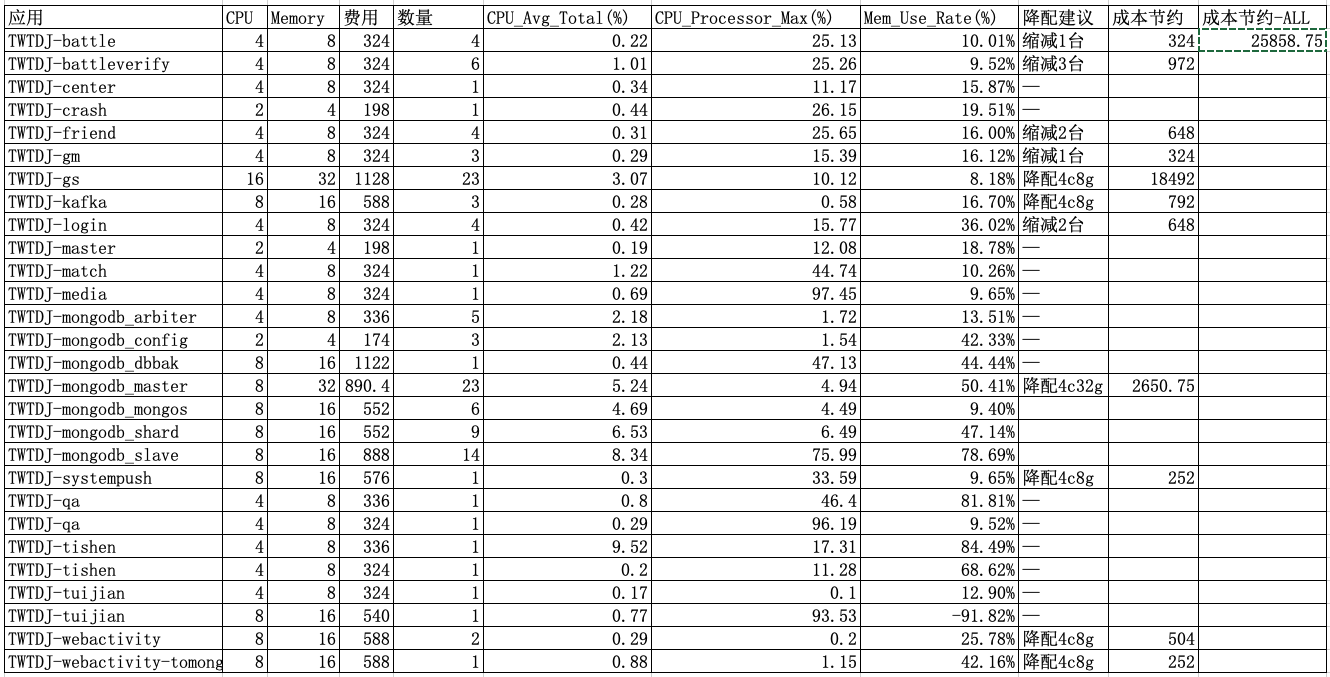 应用 CPU Memory 费用 数量 CPU_Avg_Total(%) CPU_Processor_Max(%) Mem_Use_Rate(%) 降配建议 成本节约 成本节约-ALL
TWTDJ-battle 4 8 324 4 0.22 25.13 10.01% 缩减1台 324 25858.75
TWTDJ-battleverify 4 8 324 6 1.01 25.26 9.52% 缩减3台 972
TWTDJ-center 4 8 324 1 0.34 11.17 15.87% —
TWTDJ-crash 2 4 198 1 0.44 26.15 19.51% —
TWTDJ-friend 4 8 324 4 0.31 25.65 16.00% 缩减2台 648
TWTDJ-gm 4 8 324 3 0.29 15.39 16.12% 缩减1台 324
TWTDJ-gs 16 32 1128 23 3.07 10.12 8.18% 降配4c8g 18492
TWTDJ-kafka 8 16 588 3 0.28 0.58 16.70% 降配4c8g 792
TWTDJ-login 4 8 324 4 0.42 15.77 36.02% 缩减2台 648
TWTDJ-master 2 4 198 1 0.19 12.08 18.78% —
TWTDJ-match 4 8 324 1 1.22 44.74 10.26% —
TWTDJ-media 4 8 324 1 0.69 97.45 9.65% —
TWTDJ-mongodb_arbiter 4 8 336 5 2.18 1.72 13.51% —
TWTDJ-mongodb_config 2 4 174 3 2.13 1.54 42.33% —
TWTDJ-mongodb_dbbak 8 16 1122 1 0.44 47.13 44.44% —
TWTDJ-mongodb_master 8 32 890.4 23 5.24 4.94 50.41% 降配4c32g 2650.75
TWTDJ-mongodb_mongos 8 16 552 6 4.69 4.49 9.40%
TWTDJ-mongodb_shard 8 16 552 9 6.53 6.49 47.14%
TWTDJ-mongodb_slave 8 16 888 14 8.34 75.99 78.69%
TWTDJ-systempush 8 16 576 1 0.3 33.59 9.65% 降配4c8g 252
TWTDJ-qa 4 8 336 1 0.8 46.4 81.81% —
TWTDJ-qa 4 8 324 1 0.29 96.19 9.52% —
TWTDJ-tishen 4 8 336 1 9.52 17.31 84.49% —
TWTDJ-tishen 4 8 324 1 0.2 11.28 68.62% —
TWTDJ-tuijian 4 8 324 1 0.17 0.1 12.90% —
TWTDJ-tuijian 8 16 540 1 0.77 93.53 -91.82% —
TWTDJ-webactivity 8 16 588 2 0.29 0.2 25.78% 降配4c8g 504
TWTDJ-webactivity-tomong 8 16 588 1 0.88 1.15 42.16% 降配4c8g 252